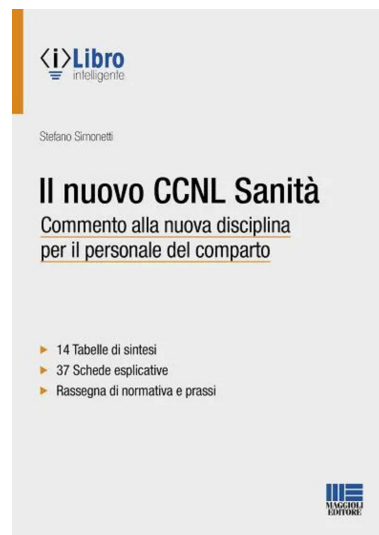 <i>Libro
intelligente
Stefano Simonetti
Il nuovo CCNL Sanità
Commento alla nuova disciplina
per il personale del comparto
14 Tabelle di sintesi
37 Schede esplicative
Rassegna di normativa e prassi
MAGGIOLI
EDITORE